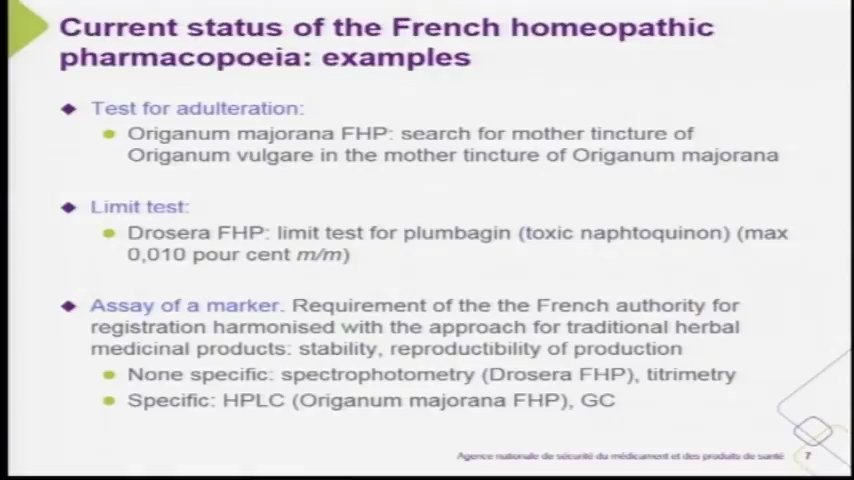 Current status of the French homeopathic
pharmacopoeia: examples
Test for adulteration:
Origanum majorana FHP: search for mother tincture of
Origanum vulgare in the mother tincture of Origanum majorana
Limit test:
Drosera FHP: limit test for plumbagin (toxic naphtoquinon) (max
0,010 pour cent m/m)
Assay of a marker. Requirement of the the French authority for
registration harmonised with the approach for traditional herbal
medicinal products: stability, reproductibility of production
None specific: spectrophotometry (Drosera FHP), titrimetry
Specific: HPLC (Origanum majorana FHP), GC
Agence nationale de sécurité du médicament et des produits de santé
7